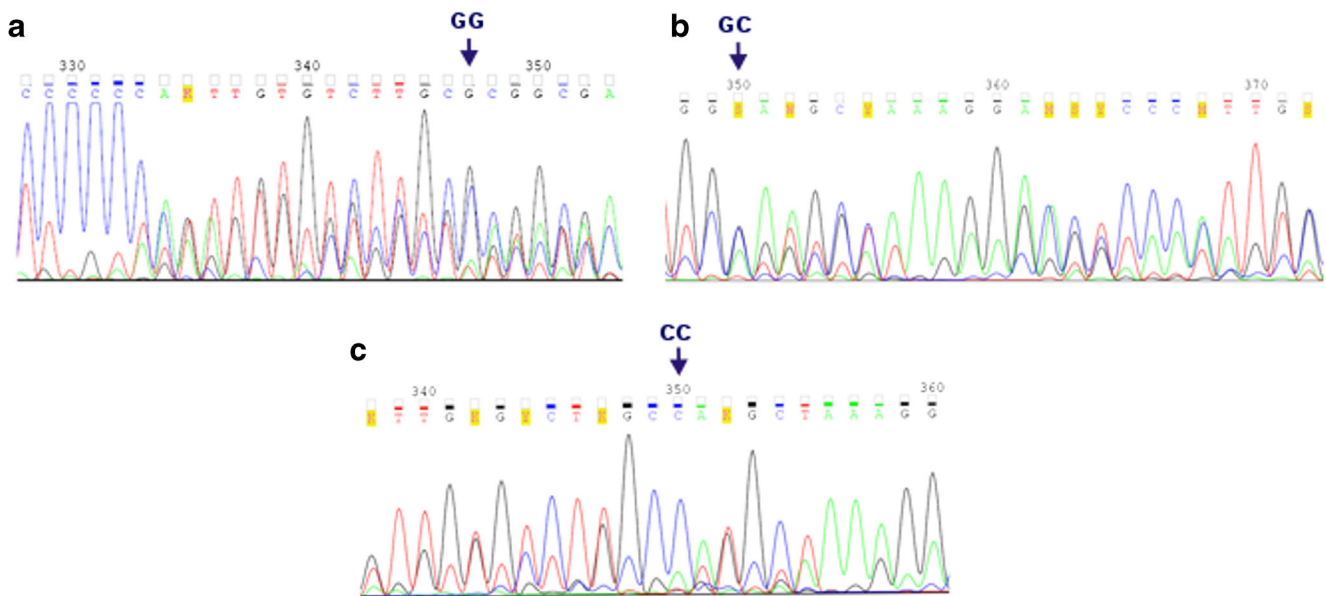 a
GG
330 340 350
C C C C C C A N T T G T G T C T T G C G C G G C G A
b
GC
350 360 370
G G N A N G C N A A A G G A N N N C C C N T T G N
c
CC
340 350 360
N T T G N G N C T N G C C A N G C T A A A G G